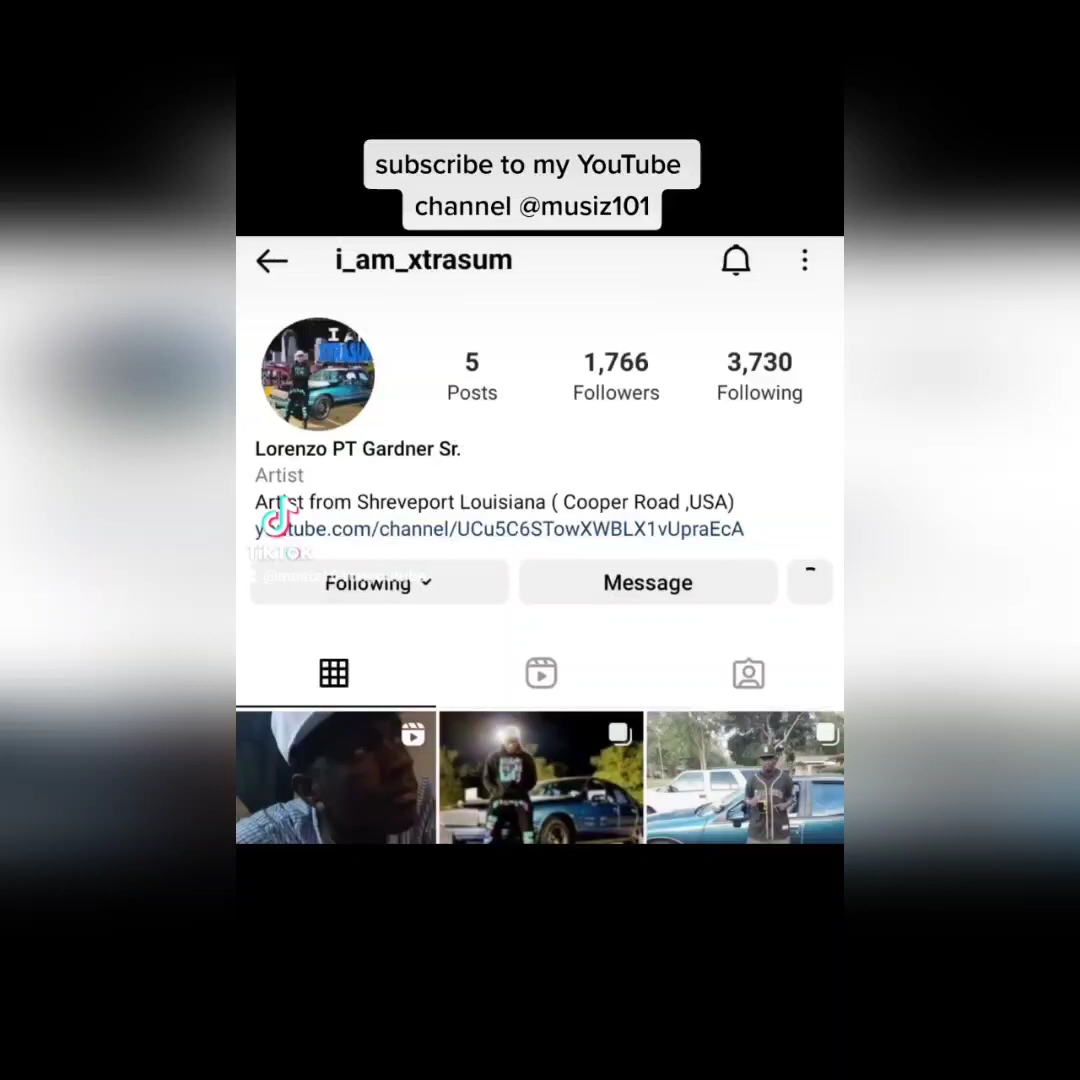 subscribe to my YouTube
channel @musiz101
i_am_xtrasum
I A
5
1,766
3,730
Posts
Followers
Following
Lorenzo PT Gardner Sr.
Artist
Artist from Shreveport Louisiana ( Cooper Road ,USA)
youtube.com/channel/UCu5C6STowXWBLX1vUpraEcA
TikTok
Following
Message